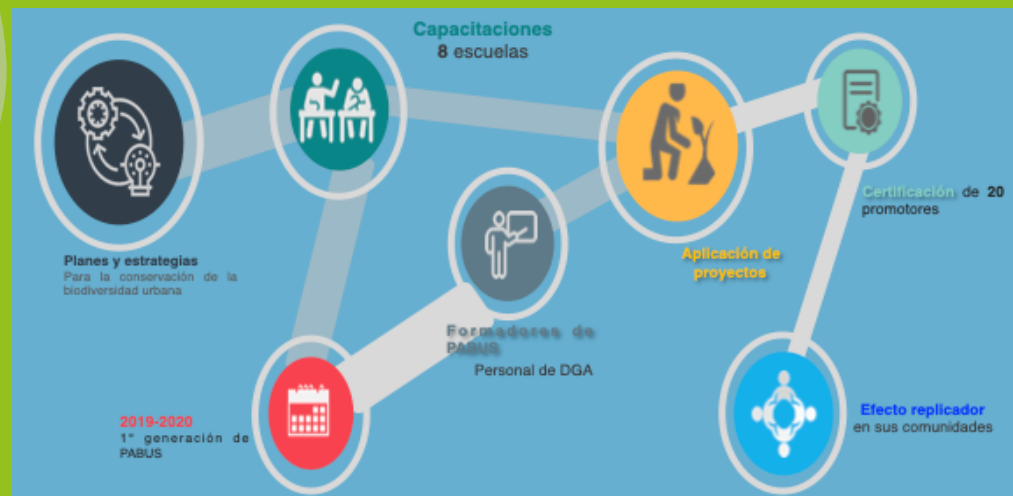 Capacitaciones
8 escuelas
Planes y estrategias
Para la conservación de la
biodiversidad urbana
Certificación de 20
promotores
Aplicación de
proyectos
Formadores de
PABUS
Personal de DGA
2019-2020
1° generación de
PABUS
Efecto replicador
en sus comunidades